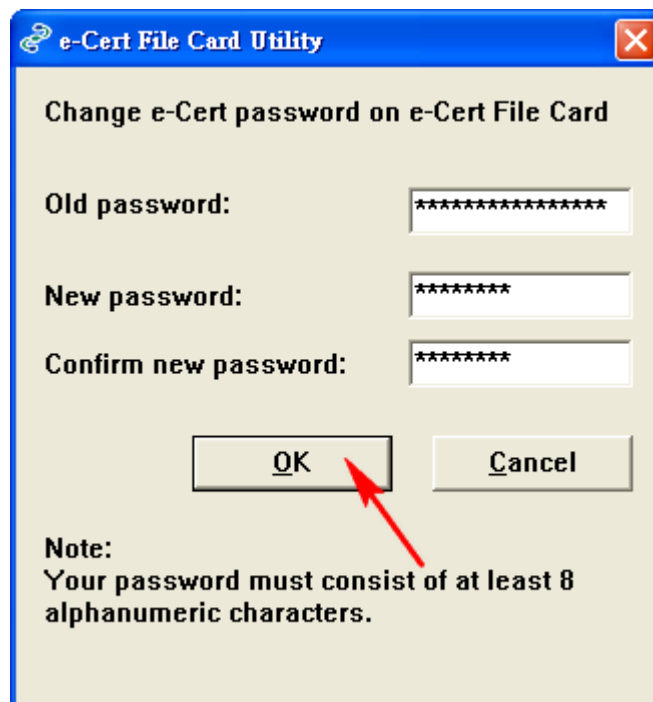 e-Cert File Card Utility
Change e-Cert password on e-Cert File Card
Old password: ****************
New password: ********
Confirm new password: ********
OK Cancel
Note:
Your password must consist of at least 8
alphanumeric characters.